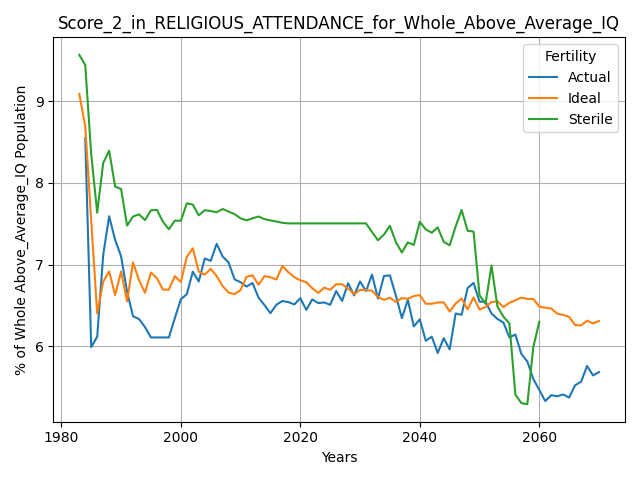 Score_2_in_RELIGIOUS_ATTENDANCE_for_Whole_Above_Average_IQ
Fertility
Actual
Ideal
Sterile
% of Whole Above_Average_IQ Population
9
8
7
6
1980
2000
2020
2040
2060
Years